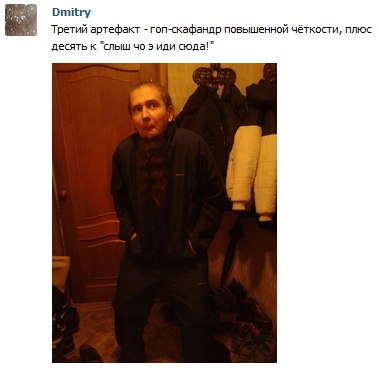 Dmitry
Третий артефакт - гоп-скафандр повышенной чёткости, плюс
десять к "слыш чо э иди сюда!"